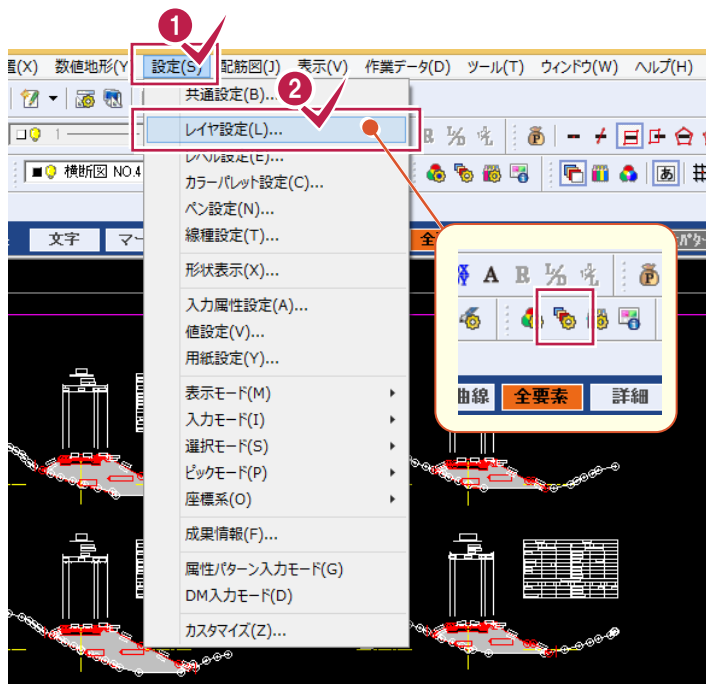 1
置(X) 数値地形(Y 設定(S) 配筋図(J) 表示(V) 作業データ(D) ツール(T) ウィンドウ(W) ヘルプ(H)
共通設定(B)...
2
レイヤ設定(L)...
1
レベル設定(E)...
横断図 NO.4
カラーパレット設定(C)...
あ
ペン設定(N)...
線種設定(T)...
文字 マー
全
形状表示(X)...
A R L/D
入力属性設定(A)...
値設定(V)...
用紙設定(Y)...
曲線 全要素 詳細
表示モード(M)
入力モード(I)
選択モード(S)
ピックモード(P)
座標系(O)
成果情報(F)...
属性パターン入力モード(G)
DM入力モード(D)
カスタマイズ(Z)...